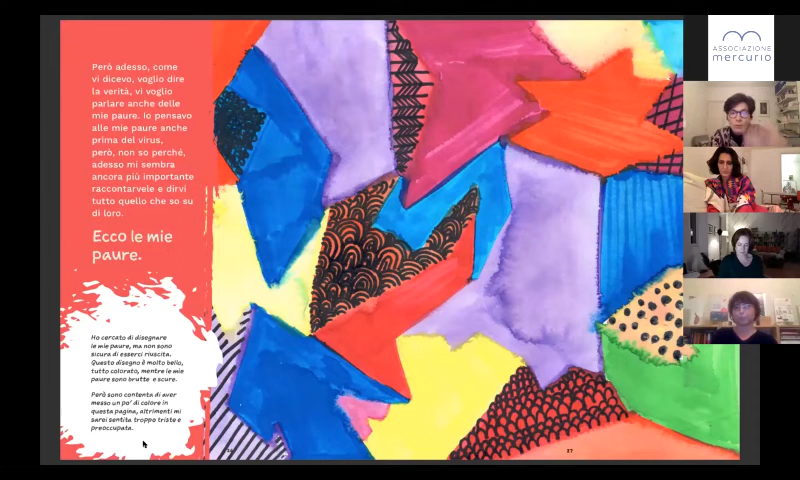 Però adesso, come
vi dicevo, voglio dire
la verità, vi voglio
parlare anche delle
mie paure. Io pensavo
alle mie paure anche
prima del virus,
però, non so perché,
adesso mi sembra
ancora più importante
raccontarvele e dirvi
tutto quello che so su
di loro.
Ecco le mie
paure.
Ho cercato di disegnare
le mie paure, ma non sono
sicura di esserci riuscita.
Questo disegno è molto bello,
tutto colorato, mentre le mie
paure sono brutte e scure.
Però sono contenta di aver
messo un po' di colore in
questa pagina, altrimenti mi
sarei sentita troppo triste e
preoccupata.
27
ASSOCIAZIONE
mercurio